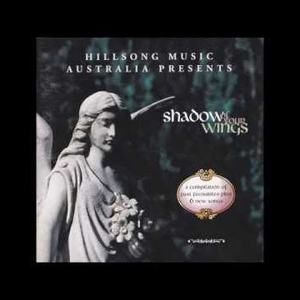 HILLSONG MUSIC
AUSTRALIA PRESENTS
shadow of
your
wings
a compilation of
past favourites plus
6 new songs